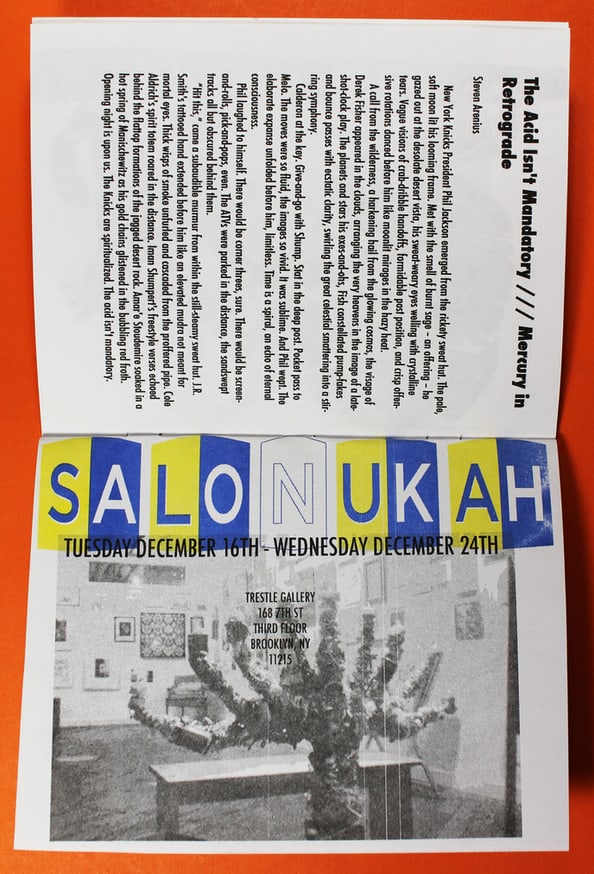 The Acid Isn't Mandatory /// Mercury in
Retrograde
Steven Arenius
New York Knicks President Phil Jackson emerged from the rickety sweat hut. The pale,
soft moon lit his looming frame. Met with the smell of burnt sage – an offering – he
gazed out at the desolate desert vista, his sweat-weary eyes welling with crystalline
tears. Vague visions of crab-dribble handoffs, formidable post position, and crisp offen-
sive rotations danced before him like moonlit mirages in the hazy heat.
A call from the wilderness, a harkening hail from the glowing cosmos, the visage of
Derek Fisher appeared in the clouds, arranging the very heavens in the image of a late-
shot-clock play. The planets and stars his exes-and-ohs, Fish constellated pump-fakes
and bounce passes with ecstatic clarity, swirling the great celestial smattering into a stir-
ring symphony.
Calderon at the key. Give-and-go with Shump. Stat in the deep post. Pocket pass to
Melo. The moves were so fluid, the images so vivid. It was sublime. And Phil wept. The
elaborate expanse unfolded before him, limitless. Time is a spiral, an echo of eternal
consciousness.
Phil laughed to himself. There would be corner threes, sure. There would be screen-
and-rolls, pick-and-pops, even. The ATVs were parked in the distance, the sandswept
tracks all but obscured behind them.
"Hit this," came a subaudible murmur from within the still-steamy sweat hut. J.R.
Smith's tattooed hand extended before him like an elevated mudra not meant for
mortal eyes. Thick wisps of smoke unfurled and cascaded from the proffered pipe. Cole
Aldrich's spirit totem roared in the distance. Iman Shumpert's freestyle verses echoed
behind the flattop formations of the jagged desert rock. Amar'e Stoudemire soaked in a
hot spring of Manischewitz as his gold chains glistened in the bubbling red froth.
Opening night is upon us. The Knicks are spiritualized. The acid isn't mandatory.
SALONUKAH
TUESDAY DECEMBER 16TH - WEDNESDAY DECEMBER 24TH
TRESTLE GALLERY
168 7TH ST
THIRD FLOOR
BROOKLYN, NY
11215